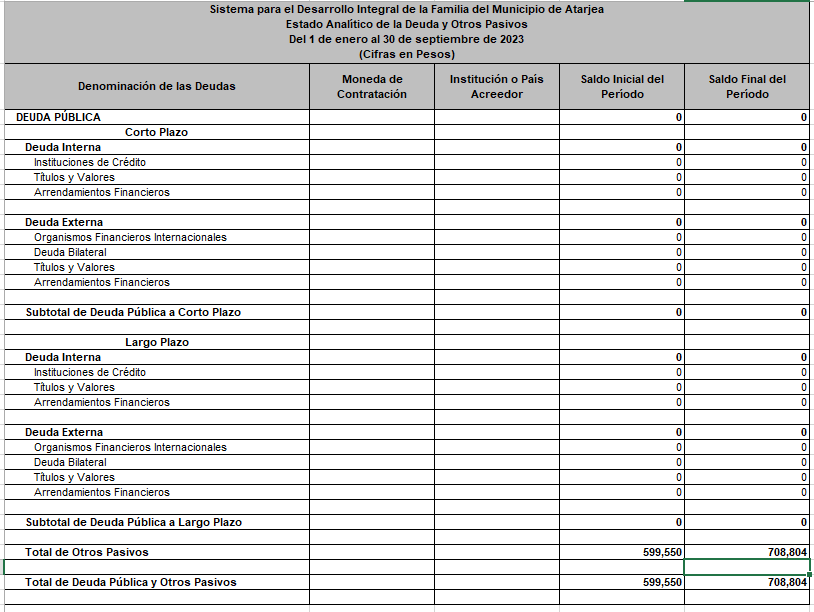 Sistema para el Desarrollo Integral de la Familia del Municipio de Atarjea
Estado Analítico de la Deuda y Otros Pasivos
Del 1 de enero al 30 de septiembre de 2023
(Cifras en Pesos)
Denominación de las Deudas Moneda de Contratación Institución o País Acreedor Saldo Inicial del Período Saldo Final del Período
DEUDA PÚBLICA 0 0
Corto Plazo
Deuda Interna 0 0
Instituciones de Crédito 0 0
Títulos y Valores 0 0
Arrendamientos Financieros 0 0
Deuda Externa 0 0
Organismos Financieros Internacionales 0 0
Deuda Bilateral 0 0
Títulos y Valores 0 0
Arrendamientos Financieros 0 0
Subtotal de Deuda Pública a Corto Plazo 0 0
Largo Plazo
Deuda Interna 0 0
Instituciones de Crédito 0 0
Títulos y Valores 0 0
Arrendamientos Financieros 0 0
Deuda Externa 0 0
Organismos Financieros Internacionales 0 0
Deuda Bilateral 0 0
Títulos y Valores 0 0
Arrendamientos Financieros 0 0
Subtotal de Deuda Pública a Largo Plazo 0 0
Total de Otros Pasivos 599,550 708,804
Total de Deuda Pública y Otros Pasivos 599,550 708,804